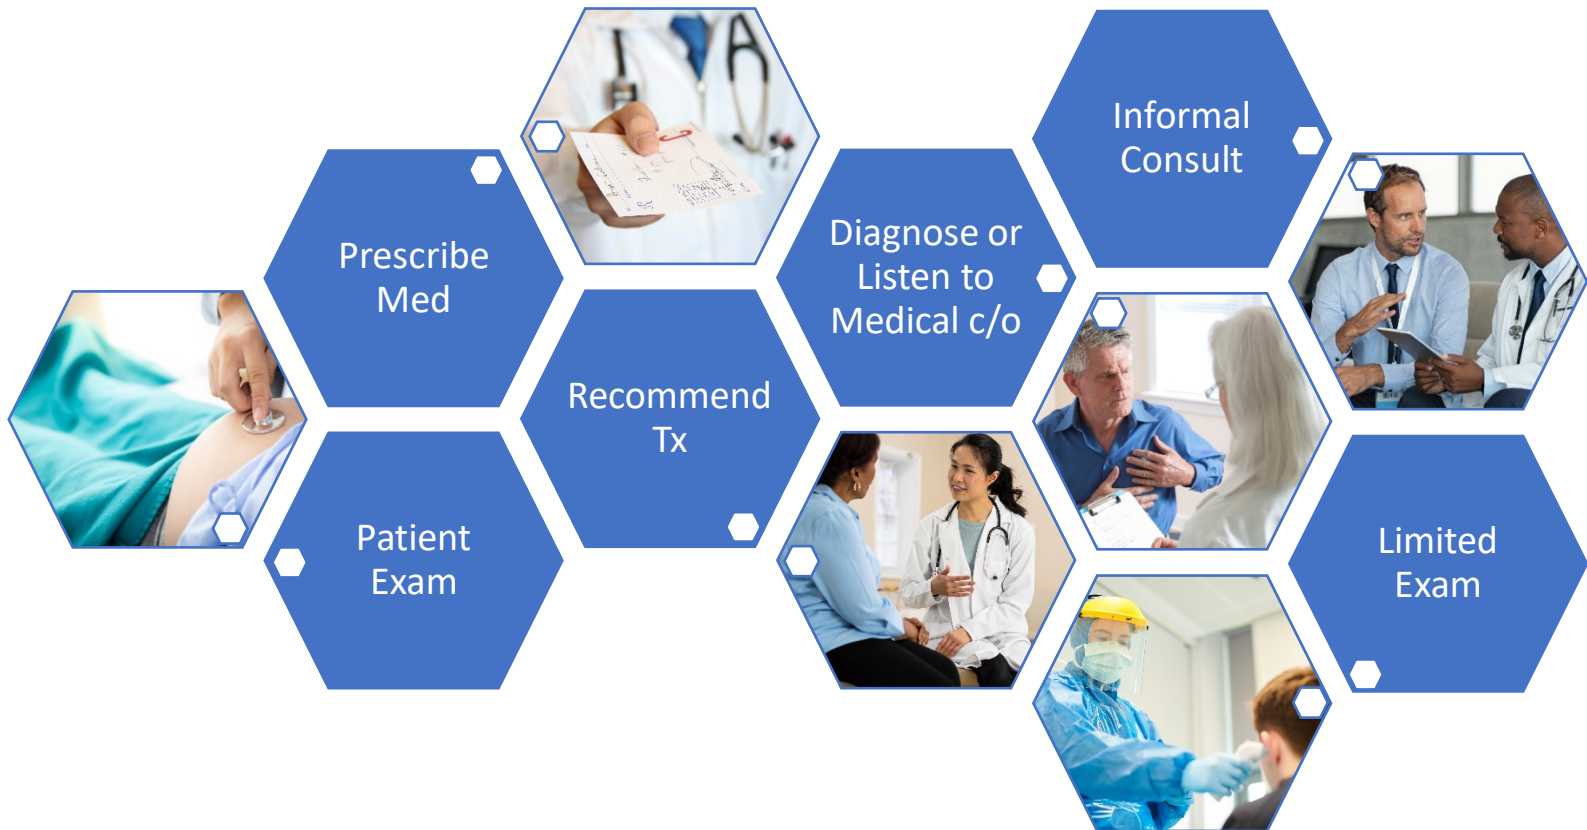 Prescribe
Med
Patient
Exam
Recommend
Tx
Diagnose or
Listen to
Medical c/o
Informal
Consult
Limited
Exam